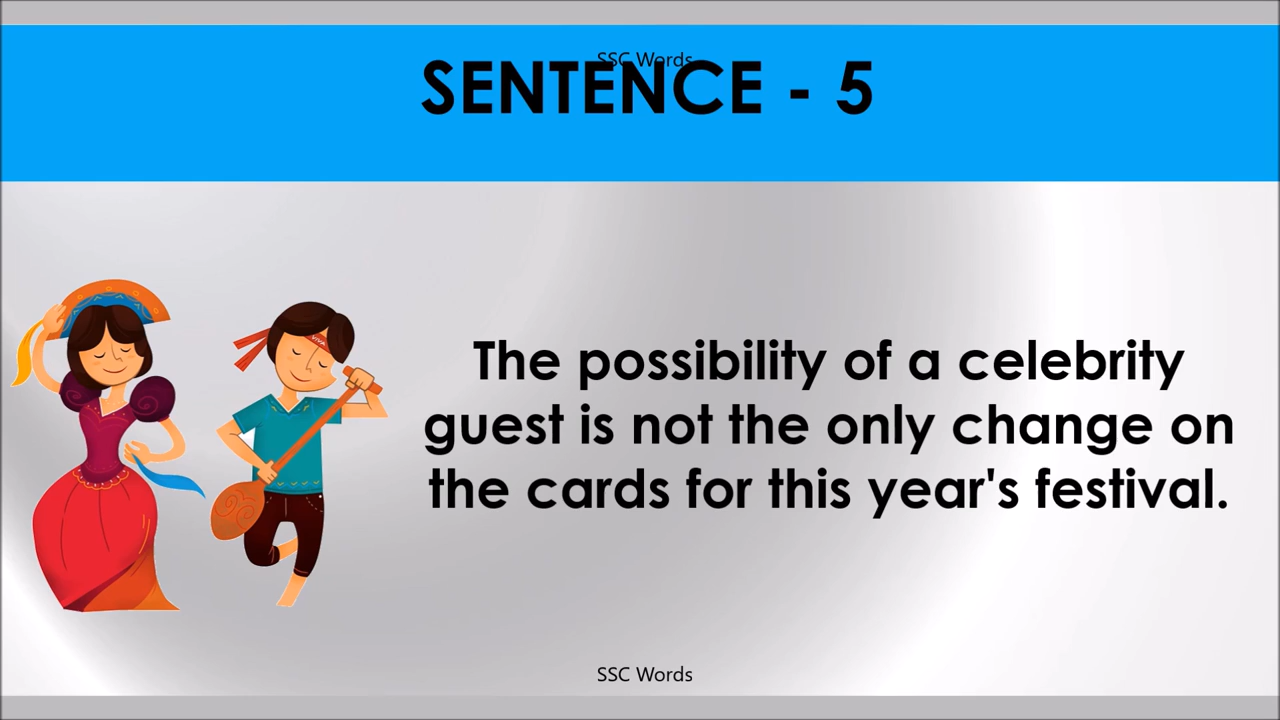 SSC Words
SENTENCE - 5
The possibility of a celebrity
guest is not the only change on
the cards for this year's festival.
SSC Words